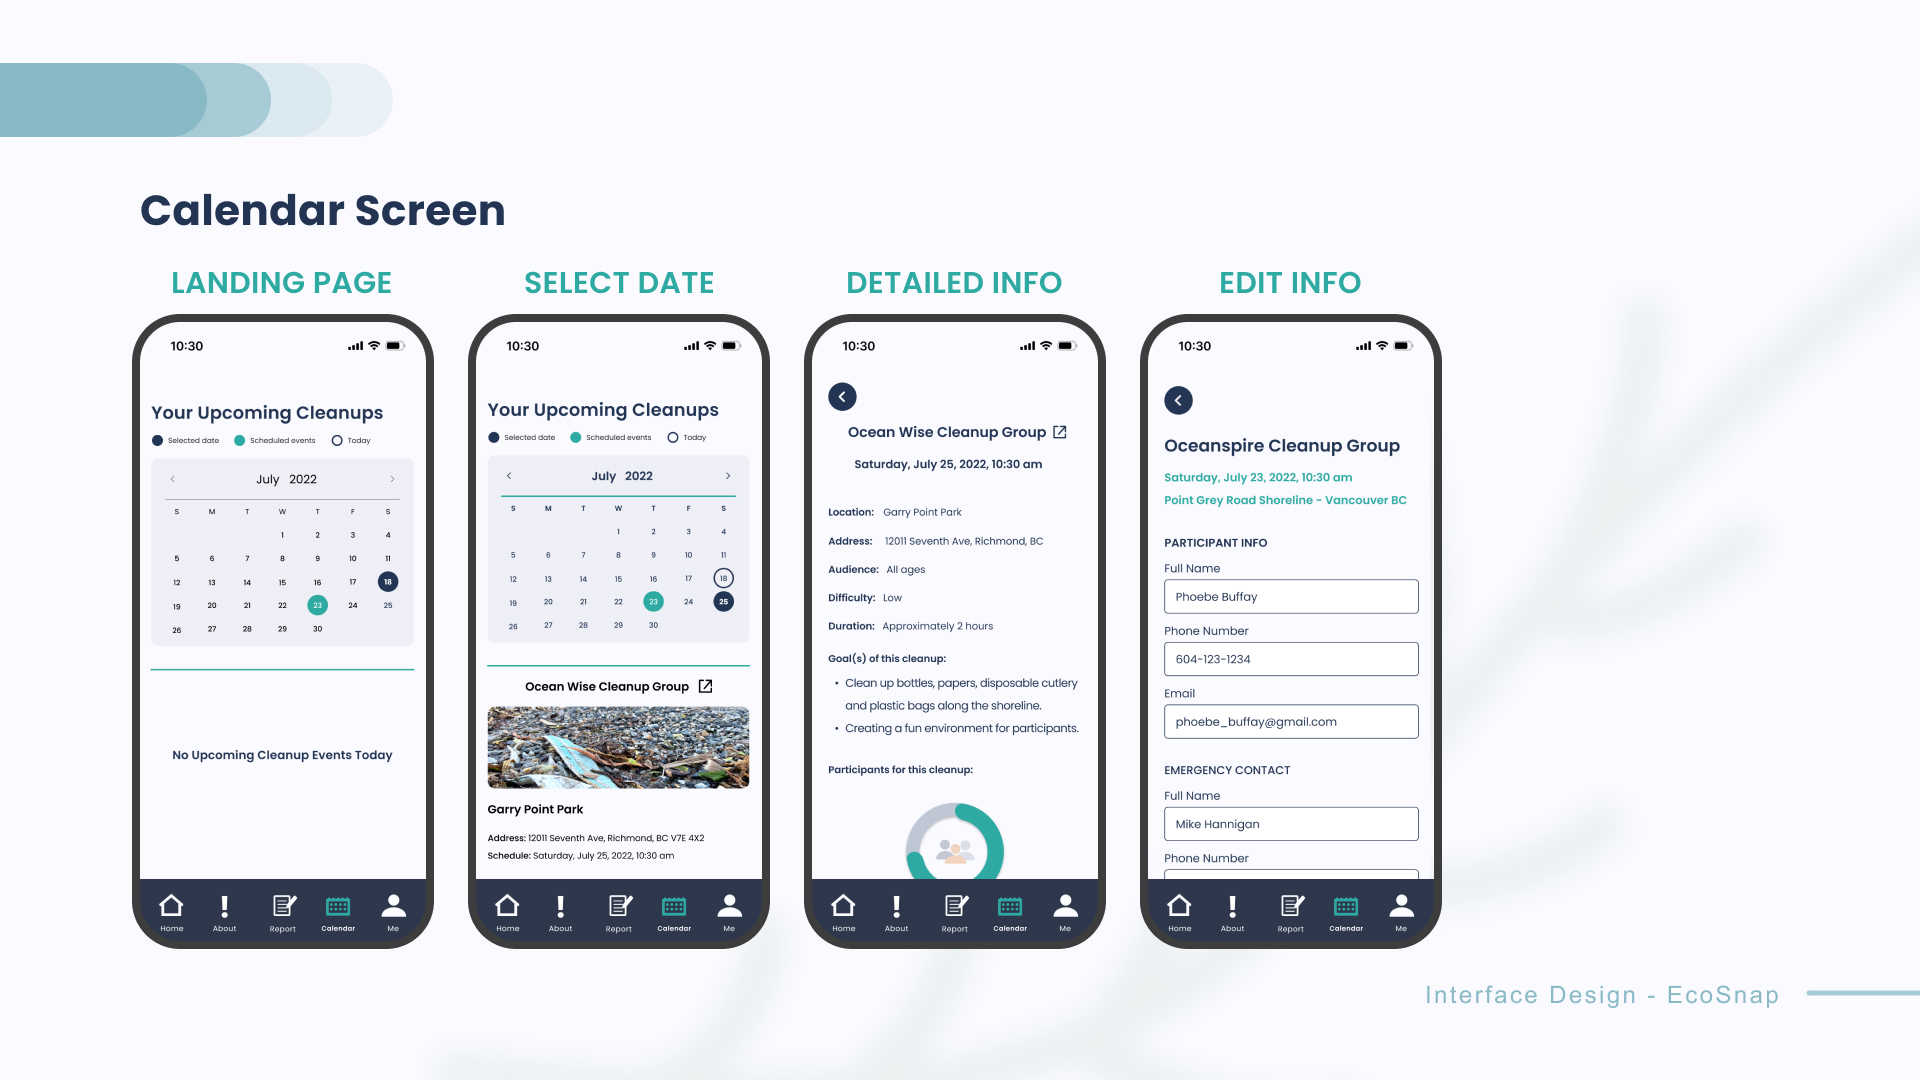 Calendar Screen
LANDING PAGE
10:30
Your Upcoming Cleanups
Selected date Scheduled events Today
July 2022
S M T W T F S
1 2 3 4
5 6 7 8 9 10 11
12 13 14 15 16 17 18
19 20 21 22 23 24 25
26 27 28 29 30
No Upcoming Cleanup Events Today
Home About Report Calendar Me
SELECT DATE
10:30
Your Upcoming Cleanups
Selected date Scheduled events Today
July 2022
S M T W T F S
1 2 3 4
5 6 7 8 9 10 11
12 13 14 15 16 17 18
19 20 21 22 23 24 25
26 27 28 29 30
Ocean Wise Cleanup Group
Garry Point Park
Address: 12011 Seventh Ave, Richmond, BC V7E 4X2
Schedule: Saturday, July 25, 2022, 10:30 am
Home About Report Calendar Me
DETAILED INFO
10:30
Ocean Wise Cleanup Group
Saturday, July 25, 2022, 10:30 am
Location: Garry Point Park
Address: 12011 Seventh Ave, Richmond, BC
Audience: All ages
Difficulty: Low
Duration: Approximately 2 hours
Goal(s) of this cleanup:
• Clean up bottles, papers, disposable cutlery
and plastic bags along the shoreline.
• Creating a fun environment for participants.
Participants for this cleanup:
Home About Report Calendar Me
EDIT INFO
10:30
Oceanspire Cleanup Group
Saturday, July 23, 2022, 10:30 am
Point Grey Road Shoreline - Vancouver BC
PARTICIPANT INFO
Full Name
Phoebe Buffay
Phone Number
604-123-1234
Email
phoebe_buffay@gmail.com
EMERGENCY CONTACT
Full Name
Mike Hannigan
Phone Number
Home About Report Calendar Me
Interface Design - EcoSnap